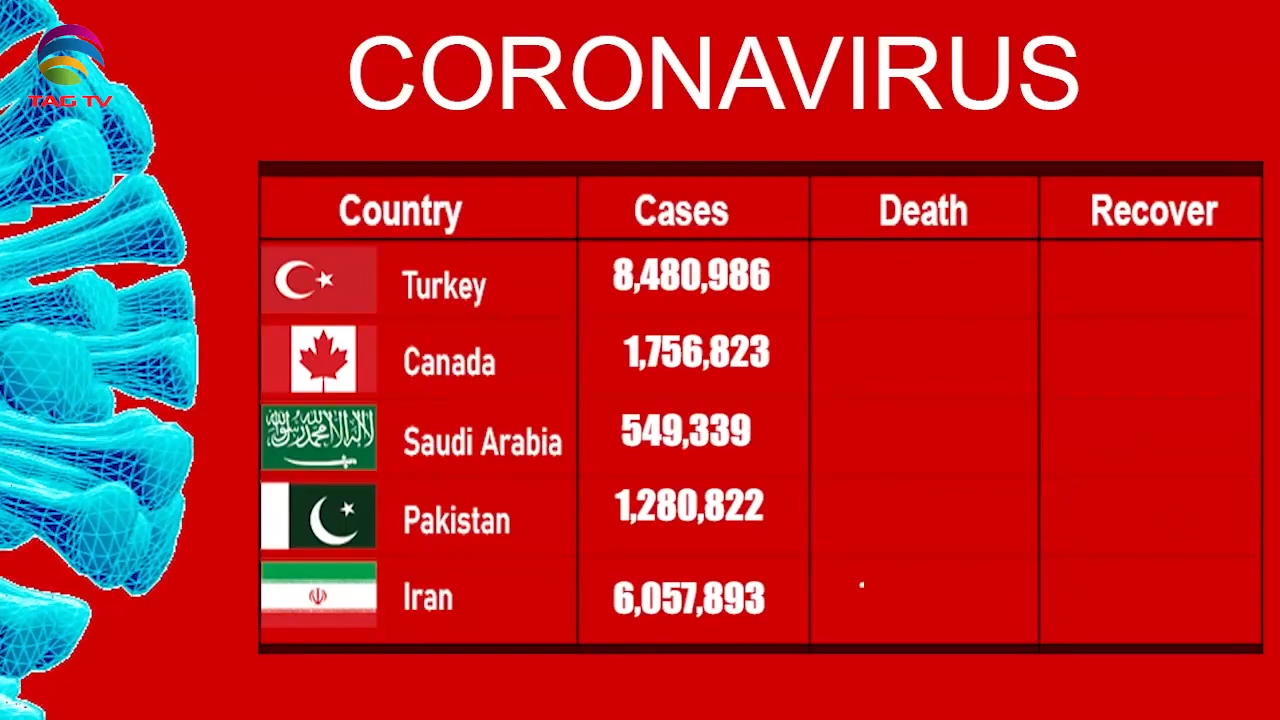 TAG TV
CORONAVIRUS
Country Cases Death Recover
Turkey 8,480,986
Canada 1,756,823
Saudi Arabia 549,339
Pakistan 1,280,822
Iran 6,057,893